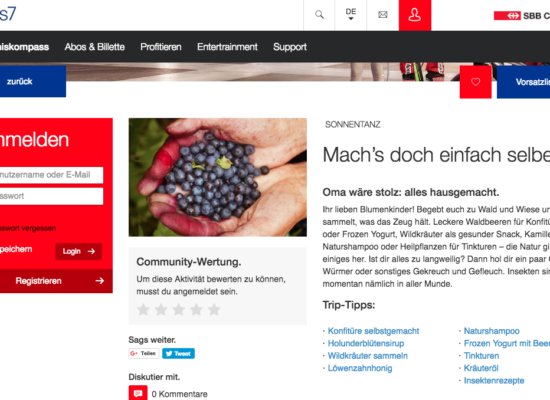 s7
DE
SBB C
niskompass
Abos & Billette
Profitieren
Entertrainment
Support
zurück
Vorsatzlis
nmelden
nutzername oder E-Mail
sswort
sswort vergessen
peichern
Login
Registrieren
SONNENTANZ
Mach's doch einfach selbe
Oma wäre stolz: alles hausgemacht.
Ihr lieben Blumenkinder! Begebt euch zu Wald und Wiese un
sammelt, was das Zeug hält. Leckere Waldbeeren für Konfitü
oder Frozen Yogurt, Wildkräuter als gesunder Snack, Kamille
Naturshampoo oder Heilpflanzen für Tinkturen – die Natur gi
einiges her. Ist dir alles zu langweilig? Dann hol dir ein paar
Würmer oder sonstiges Gekreuch und Gefleuch. Insekten sin
momentan nämlich in aller Munde.
Trip-Tipps:
· Konfitüre selbstgemacht
· Holunderblütensirup
· Wildkräuter sammeln
· Löwenzahnhonig
· Naturshampoo
· Frozen Yogurt mit Beer
· Tinkturen
· Kräuteröl
· Insektenrezepte
Community-Wertung.
Um diese Aktivität bewerten zu können,
musst du angemeldet sein.
Sags weiter.
G+ Teilen
Tweet
Diskutier mit.
0 Kommentare